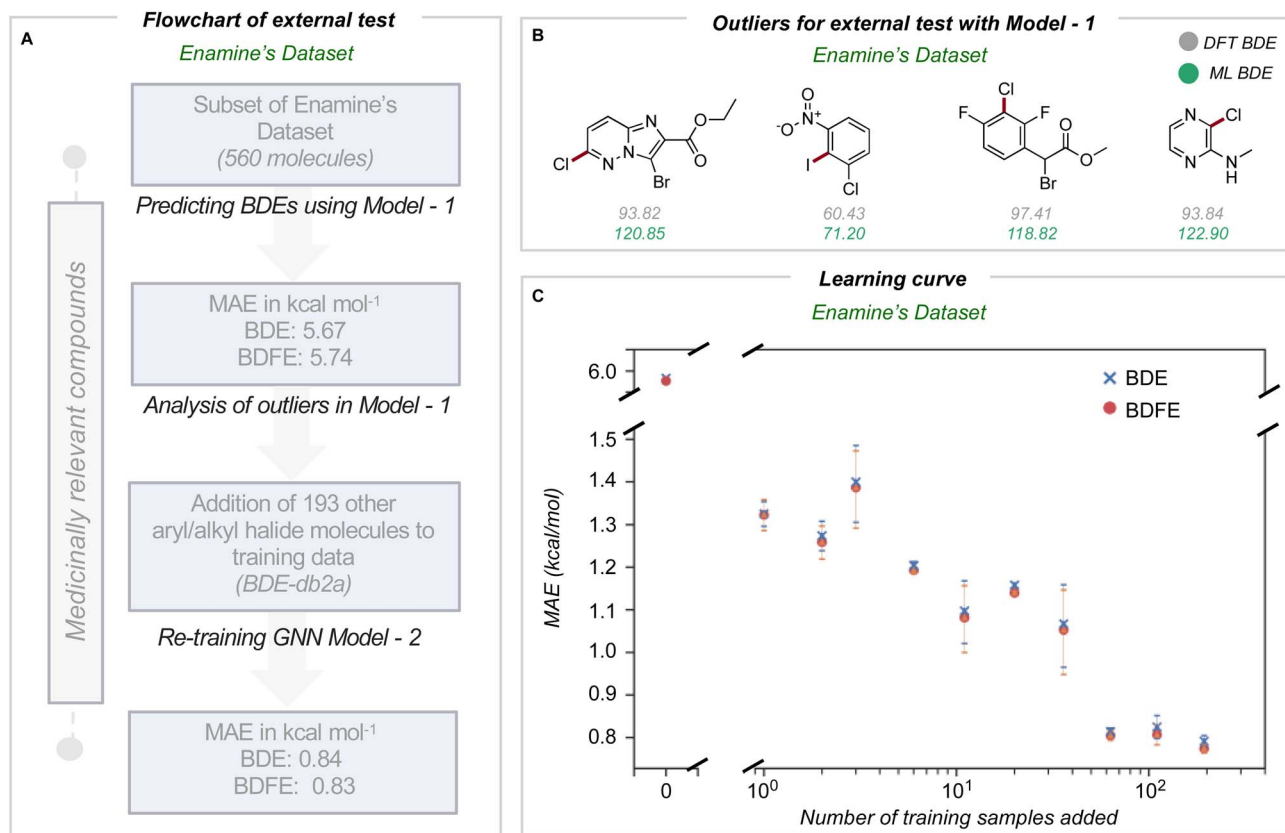 Flowchart of external test
A
Enamine's Dataset
Subset of Enamine's
Dataset
(560 molecules)
Predicting BDEs using Model - 1
MAE in kcal mol⁻¹
BDE: 5.67
BDFE: 5.74
Analysis of outliers in Model - 1
Addition of 193 other
aryl/alkyl halide molecules to
training data
(BDE-db2a)
Re-training GNN Model - 2
MAE in kcal mol⁻¹
BDE: 0.84
BDFE: 0.83
Medicinally relevant compounds
Outliers for external test with Model - 1
B
Enamine's Dataset
DFT BDE
ML BDE
Cl N N N Br O O
93.82
120.85
O N⁺ ⁻O I Cl
60.43
71.20
F Cl F O O Br
97.41
118.82
N N Cl N H
93.84
122.90
Learning curve
C
Enamine's Dataset
BDE
BDFE
MAE (kcal/mol)
6.0
1.5
1.4
1.3
1.2
1.1
1.0
0.9
0.8
0 10⁰ 10¹ 10²
Number of training samples added